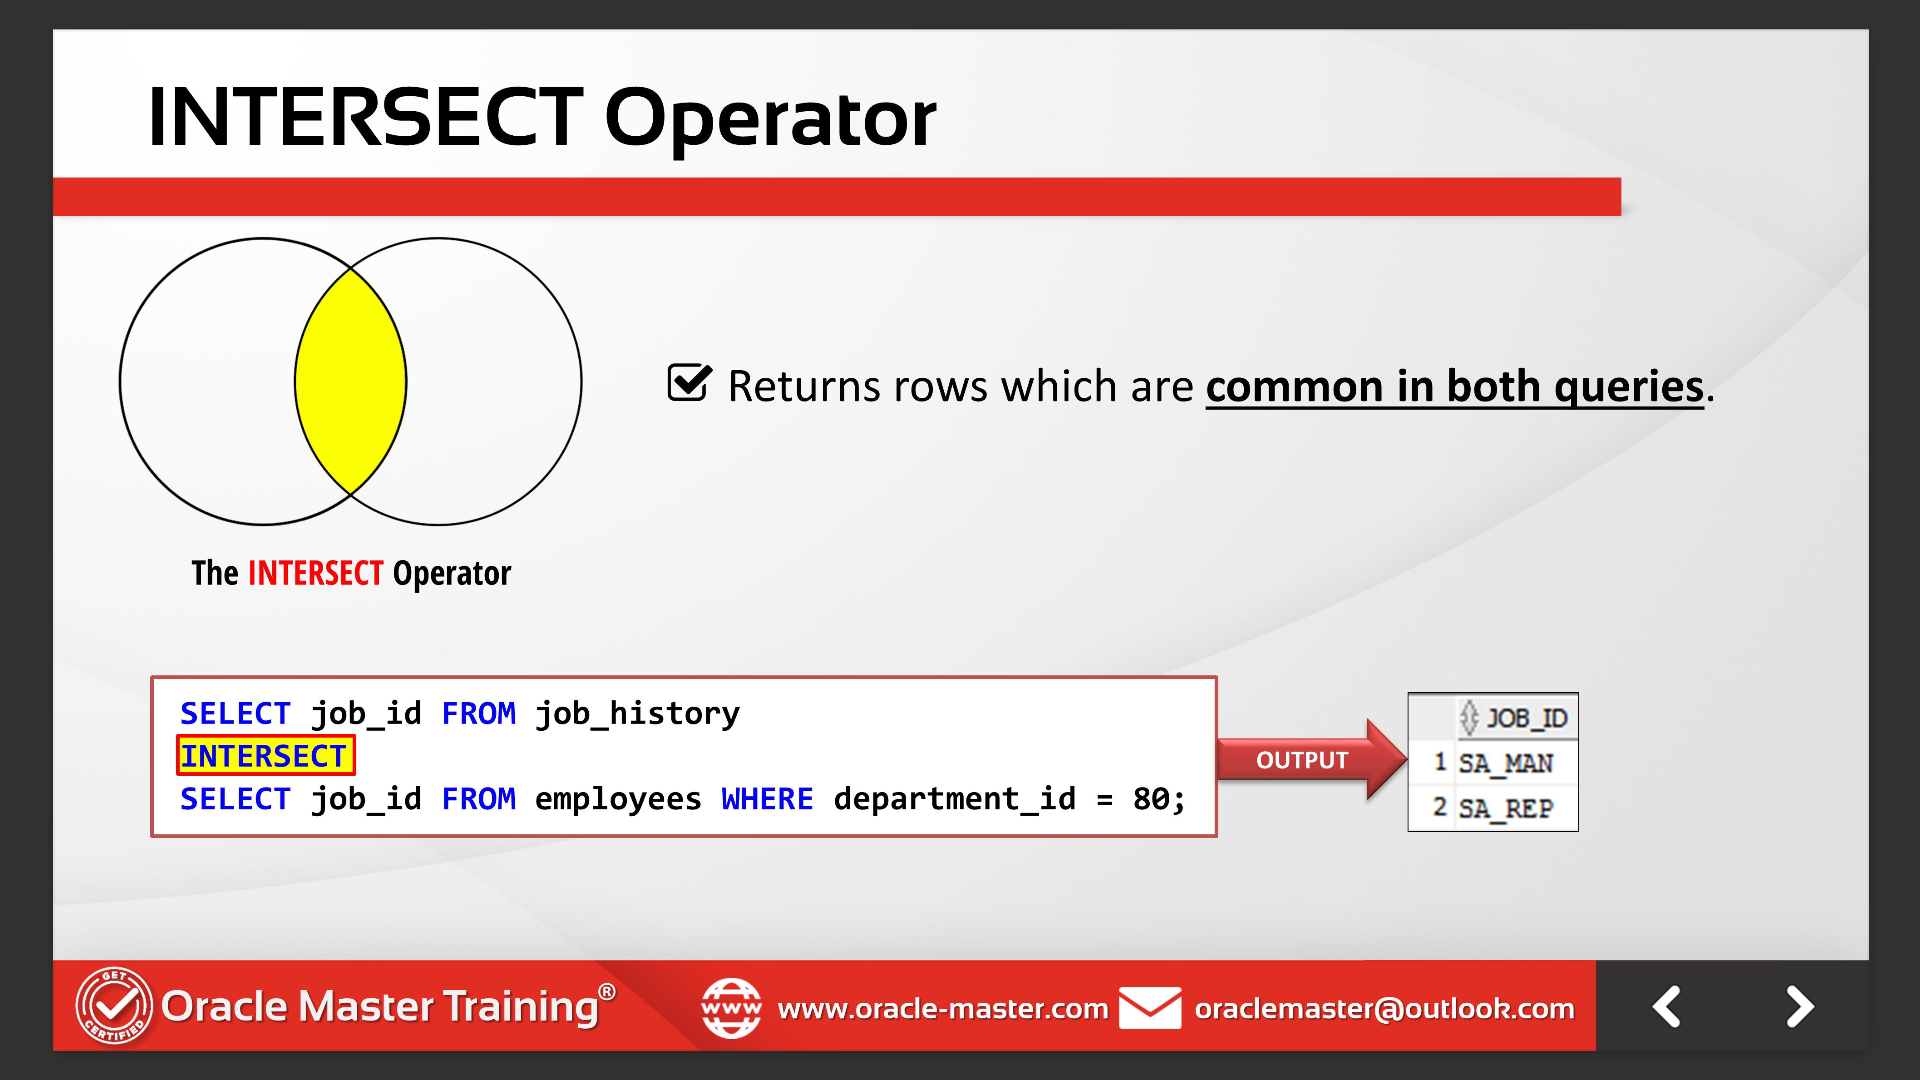 INTERSECT Operator
Returns rows which are common in both queries.
The INTERSECT Operator
SELECT job_id FROM job_history
INTERSECT
SELECT job_id FROM employees WHERE department_id = 80;
OUTPUT
JOB_ID
1 SA_MAN
2 SA_REP
GET
CERTIFIED
Oracle Master Training®
www
www.oracle-master.com
oraclemaster@outlook.com